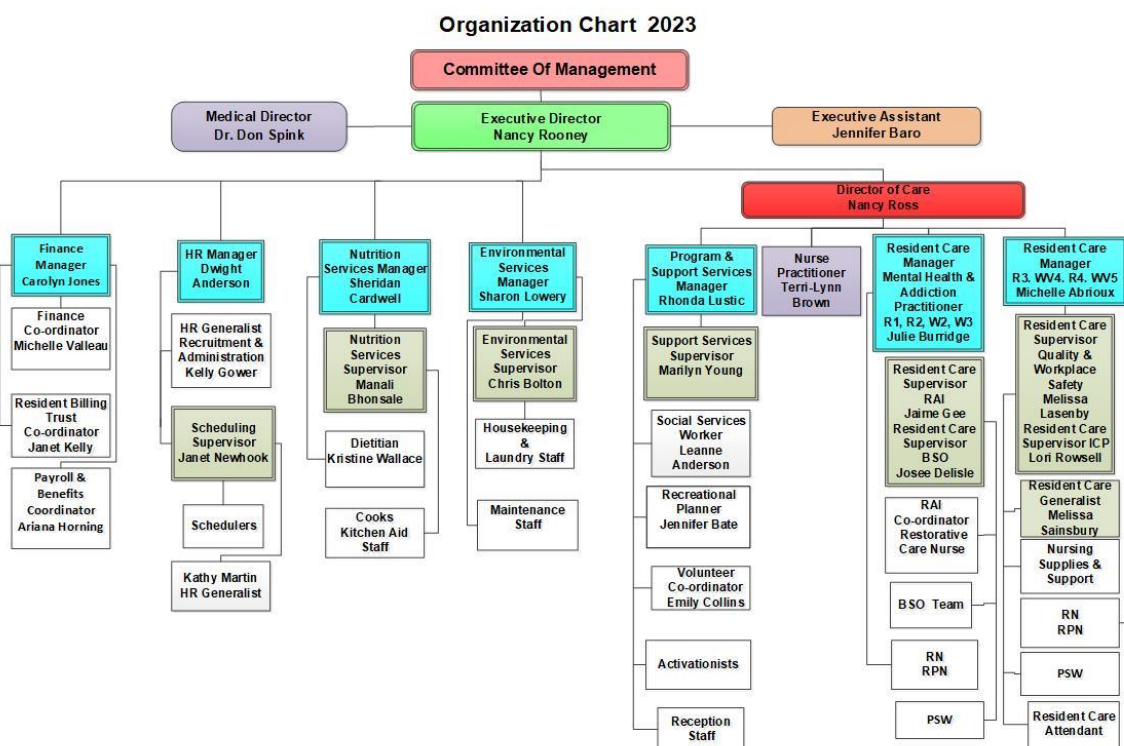 Organization Chart 2023
Committee Of Management
Medical Director
Dr. Don Spink
Executive Director
Nancy Rooney
Executive Assistant
Jennifer Baro
Director of Care
Nancy Ross
Finance
Manager
Carolyn Jones
Finance
Co-ordinator
Michelle Valleau
Resident Billing
Trust
Co-ordinator
Janet Kelly
Payroll &
Benefits
Coordinator
Ariana Horning
HR Manager
Dwight
Anderson
HR Generalist
Recruitment &
Administration
Kelly Gower
Scheduling
Supervisor
Janet Newhook
Schedulers
Kathy Martin
HR Generalist
Nutrition
Services Manager
Sheridan
Cardwell
Nutrition
Services
Supervisor
Manali
Bhonsale
Dietitian
Kristine Wallace
Cooks
Kitchen Aid
Staff
Environmental
Services
Manager
Sharon Lowery
Environmental
Services
Supervisor
Chris Bolton
Housekeeping
&
Laundry Staff
Maintenance
Staff
Program &
Support Services
Manager
Rhonda Lustic
Support Services
Supervisor
Marilyn Young
Social Services
Worker
Leanne
Anderson
Recreational
Planner
Jennifer Bate
Volunteer
Co-ordinator
Emily Collins
Activationists
Reception
Staff
Nurse
Practitioner
Terri-Lynn
Brown
Resident Care
Manager
Mental Health &
Addiction
Practitioner
R1, R2, W2, W3
Julie Burridge
Resident Care
Supervisor
RAI
Jaime Gee
Resident Care
Supervisor
BSO
Josee Delisle
RAI
Co-ordinator
Restorative
Care Nurse
BSO Team
RN
RPN
PSW
Resident Care
Manager
R3. WV4. R4. WV5
Michelle Abrioux
Resident Care
Supervisor
Quality &
Workplace
Safety
Melissa
Lasenby
Resident Care
Supervisor ICP
Lori Rowsell
Resident Care
Generalist
Melissa
Sainsbury
Nursing
Supplies &
Support
RN
RPN
PSW
Resident Care
Attendant